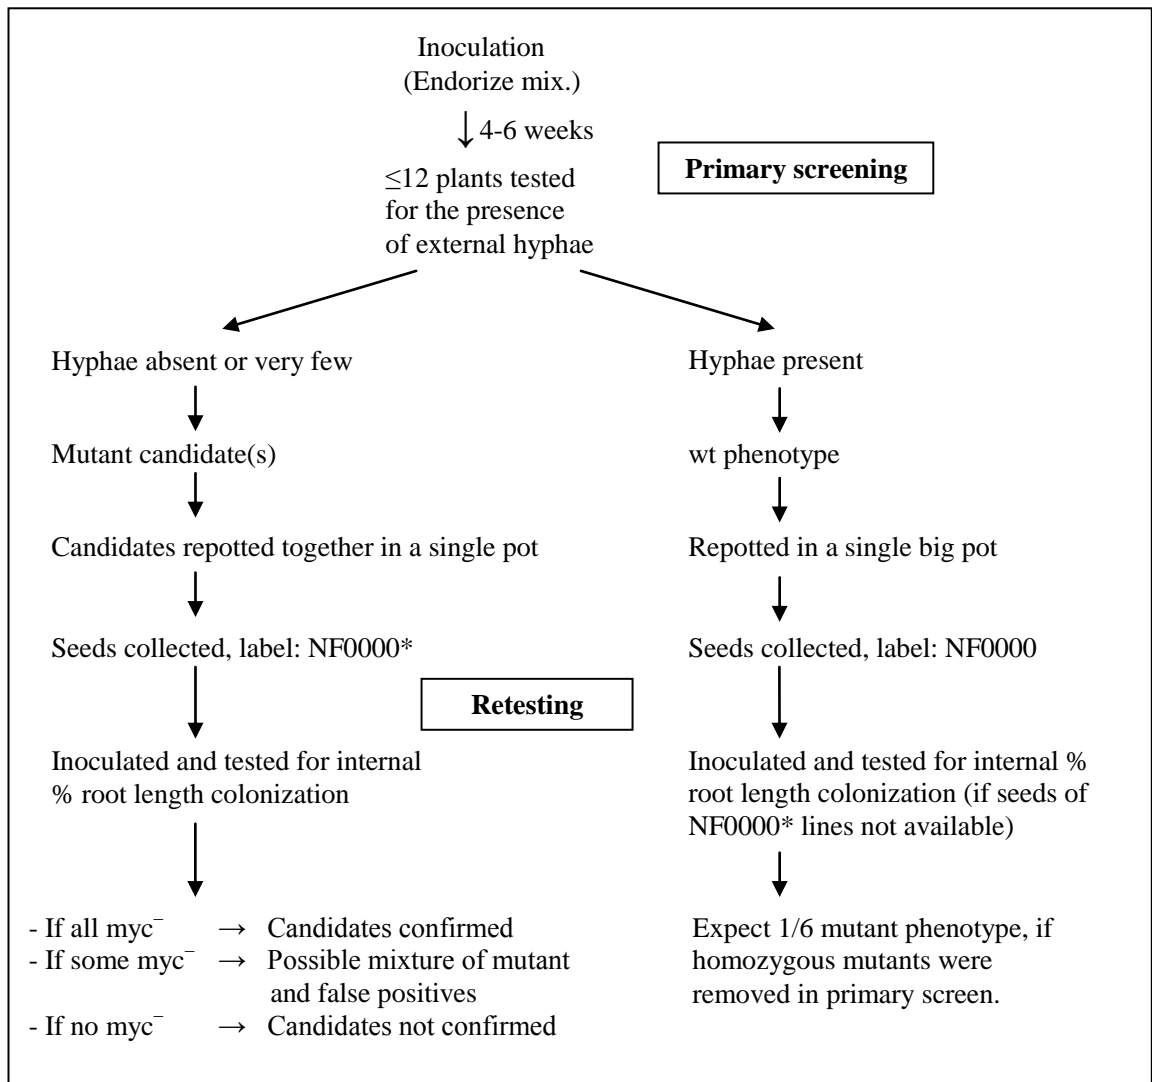 Inoculation
(Endorize mix.)
↓ 4-6 weeks
Primary screening
≤12 plants tested
for the presence
of external hyphae
Hyphae absent or very few
Mutant candidate(s)
Candidates repotted together in a single pot
Seeds collected, label: NF0000*
Hyphae present
wt phenotype
Repotted in a single big pot
Seeds collected, label: NF0000
Retesting
Inoculated and tested for internal
% root length colonization
- If all myc⁻ → Candidates confirmed
- If some myc⁻ → Possible mixture of mutant
and false positives
- If no myc⁻ → Candidates not confirmed
Inoculated and tested for internal %
root length colonization (if seeds of
NF0000* lines not available)
Expect 1/6 mutant phenotype, if
homozygous mutants were
removed in primary screen.